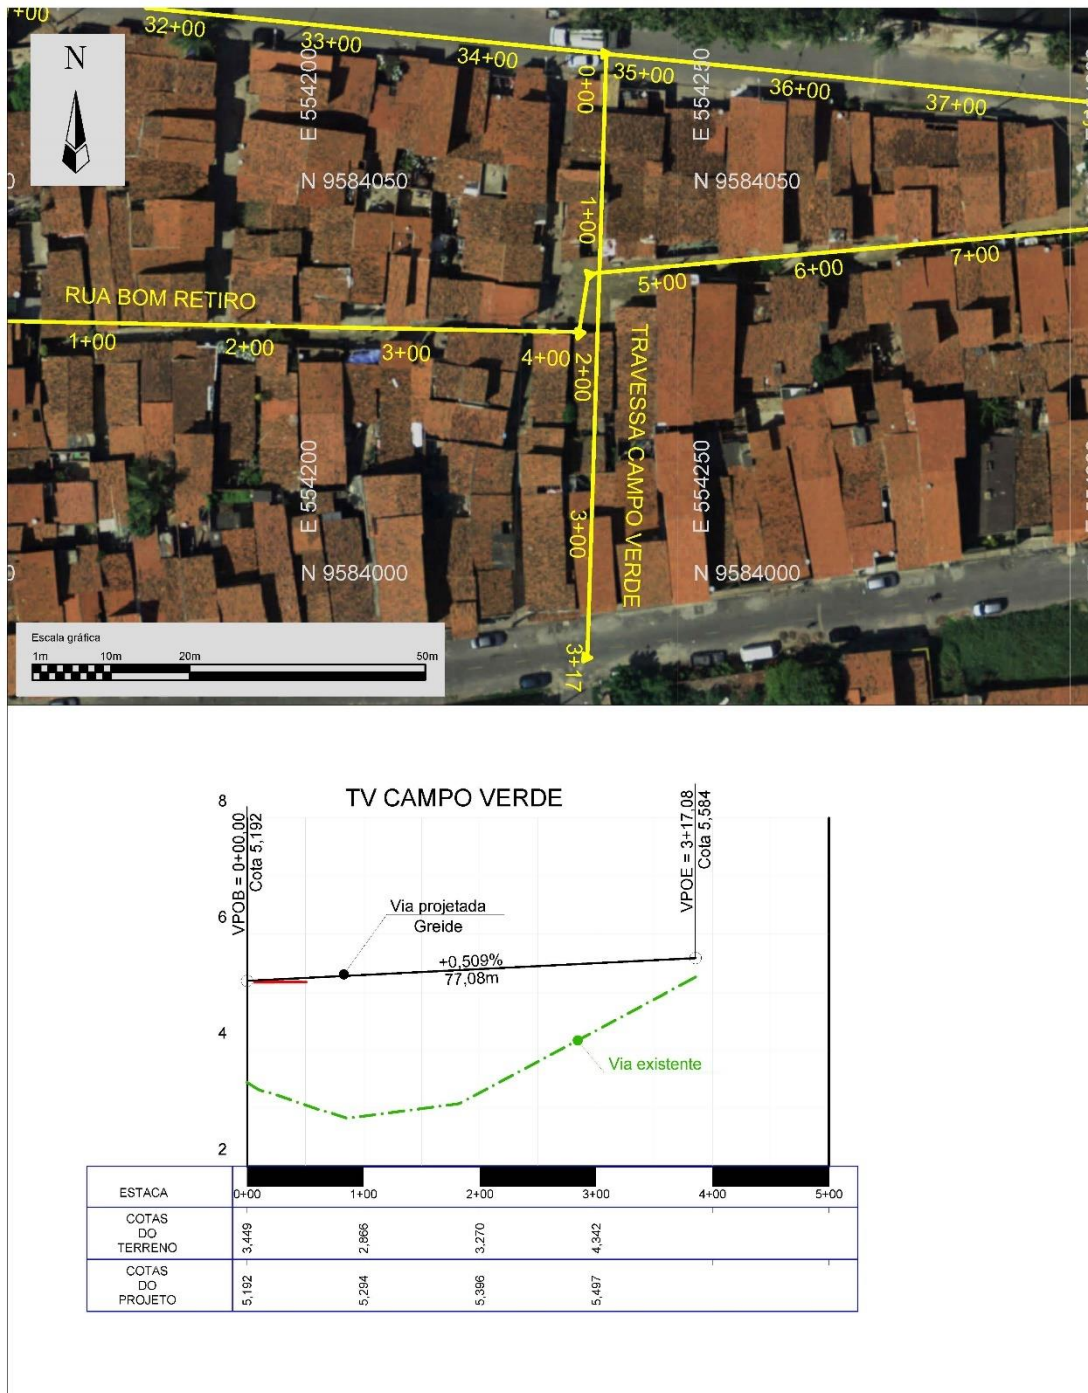 1+00
32+00
33+00
34+00
35+00
36+00
37+00
N
E 554200
E 554250
0+00
N 9584050
N 9584050
1+00
RUA BOM RETIRO
5+00
6+00
7+00
1+00
2+00
3+00
4+00
2+00
TRAVESSA CAMPO VERDE
E 554200
E 554250
3+00
N 9584000
N 9584000
3+17
Escala gráfica
1m 10m 20m 50m
TV CAMPO VERDE
8
6
4
2
VPOB = 0+00,00
Cota 5,192
VPOE = 3+17,08
Cota 5,584
Via projetada
Greide
+0,509%
77,08m
Via existente
ESTACA 0+00 1+00 2+00 3+00 4+00 5+00
COTAS
DO
TERRENO
3,449 2,866 3,270 4,342
COTAS
DO
PROJETO
5,192 5,294 5,396 5,497